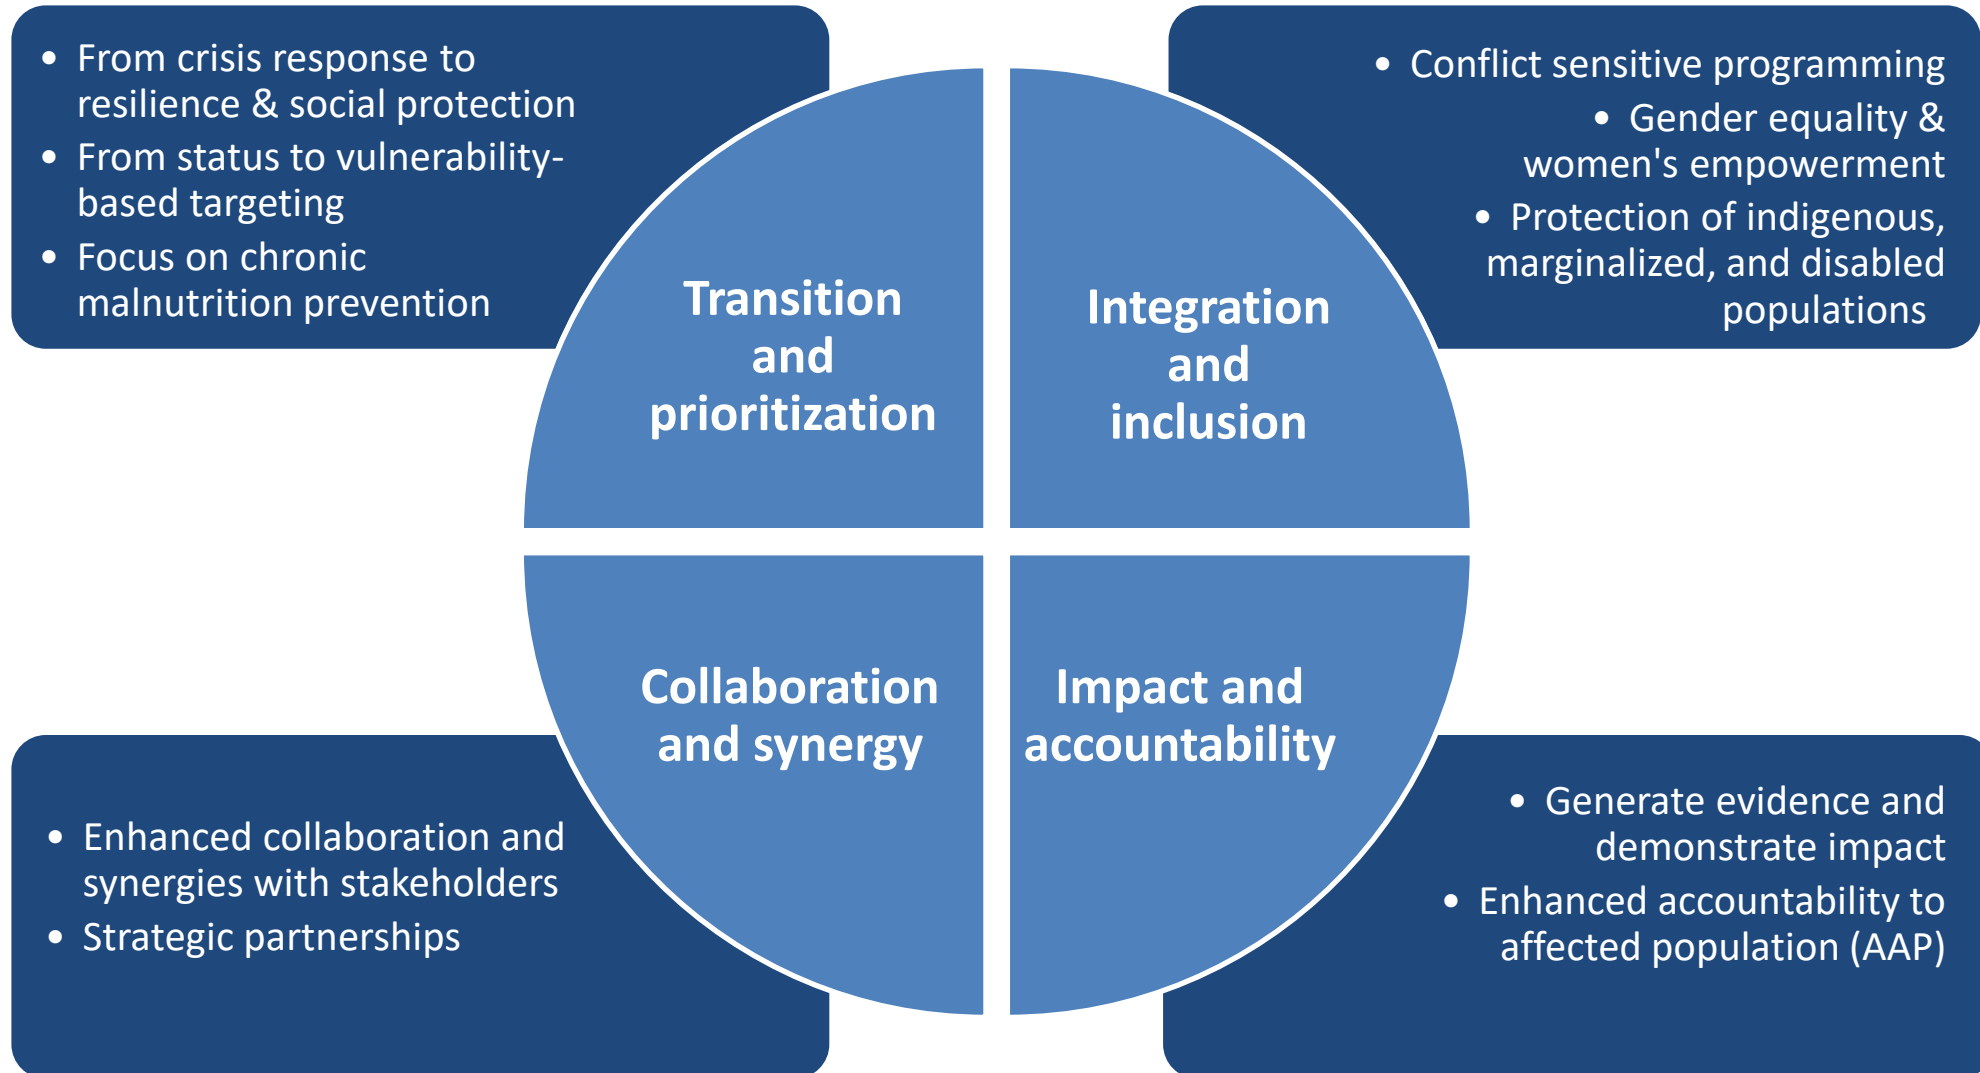 • From crisis response to
resilience & social protection
• From status to vulnerability-
based targeting
• Focus on chronic
malnutrition prevention
• Conflict sensitive programming
• Gender equality &
women's empowerment
• Protection of indigenous,
marginalized, and disabled
populations
Transition
and
prioritization
Integration
and
inclusion
Collaboration
and synergy
Impact and
accountability
• Enhanced collaboration and
synergies with stakeholders
• Strategic partnerships
• Generate evidence and
demonstrate impact
• Enhanced accountability to
affected population (AAP)